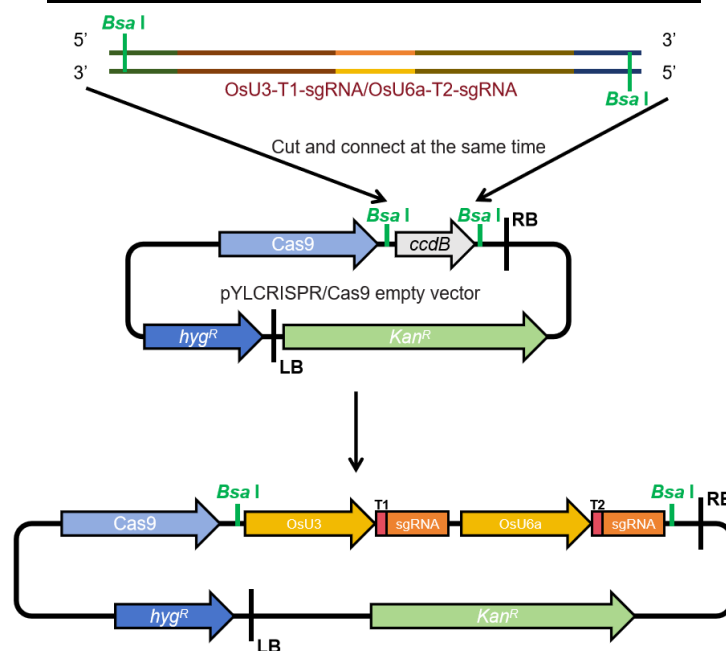 Bsa I
5’ 3’
3’ 5’
OsU3-T1-sgRNA/OsU6a-T2-sgRNA
Bsa I
Cut and connect at the same time
Bsa I Bsa I RB
Cas9 ccdB
pYLCRISPR/Cas9 empty vector
hygR KanR
LB
Bsa I T1 T2 Bsa I RB
Cas9 OsU3 sgRNA OsU6a sgRNA
hygR KanR
LB